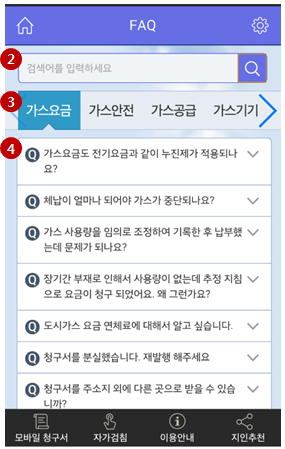 FAQ
2
검색어를 입력하세요
3
가스요금 가스안전 가스공급 가스기기
4
Q 가스요금도 전기요금과 같이 누진제가 적용되나
요?
Q 체납이 얼마나 되어야 가스가 중단되나요?
Q 가스 사용량을 임의로 조정하여 기록한 후 납부했
는데 문제가 되나요?
Q 장기간 부재로 인해서 사용량이 없는데 추정 지침
으로 요금이 청구 되었어요. 왜 그런가요?
Q 도시가스 요금 연체료에 대해서 알고 싶습니다.
Q 청구서를 분실했습니다. 재발행 해주세요
Q 청구서를 주소지 외에 다른 곳으로 받을 수 있습
니까?
모바일 청구서 자가검침 이용안내 지인추천